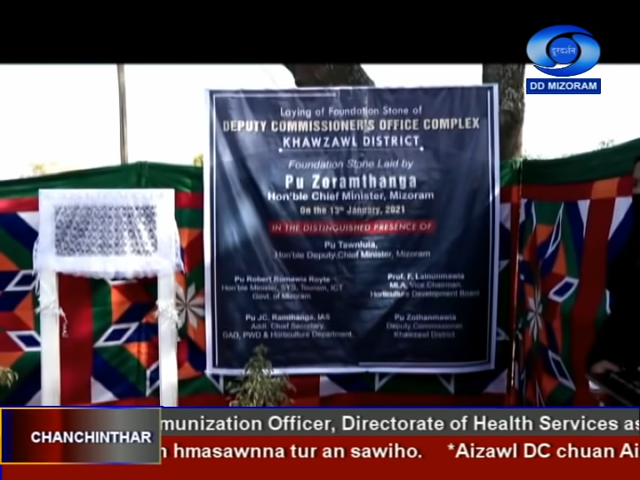 दूरदर्शन
DD MIZORAM
Laying of Foundation Stone of
DEPUTY COMMISSIONER'S OFFICE COMPLEX
KHAWZAWL DISTRICT
Foundation Stone Laid by
Pu Zoramthanga
Hon'ble Chief Minister, Mizoram
On the 13th January, 2021
IN THE DISTINGUISHED PRESENCE OF
Pu Tawnluia,
Hon'ble Deputy Chief Minister, Mizoram
Pu Robert Romawia Royte
Hon'ble Minister, SYS, Tourism, ICT
Govt. of Mizoram
Prof. F. Lalnunmawia
MLA, Vice Chairman,
Horticulture Development Board
Pu JC. Ramthanga, IAS
Addl. Chief Secretary,
GAD, PWD & Horticulture Department.
Pu Zothanmawia
Deputy Commissioner
Khawzawl District
CHANCHINTHAR
munization Officer, Directorate of Health Services as
n hmasawnna tur an sawiho. *Aizawl DC chuan Ai